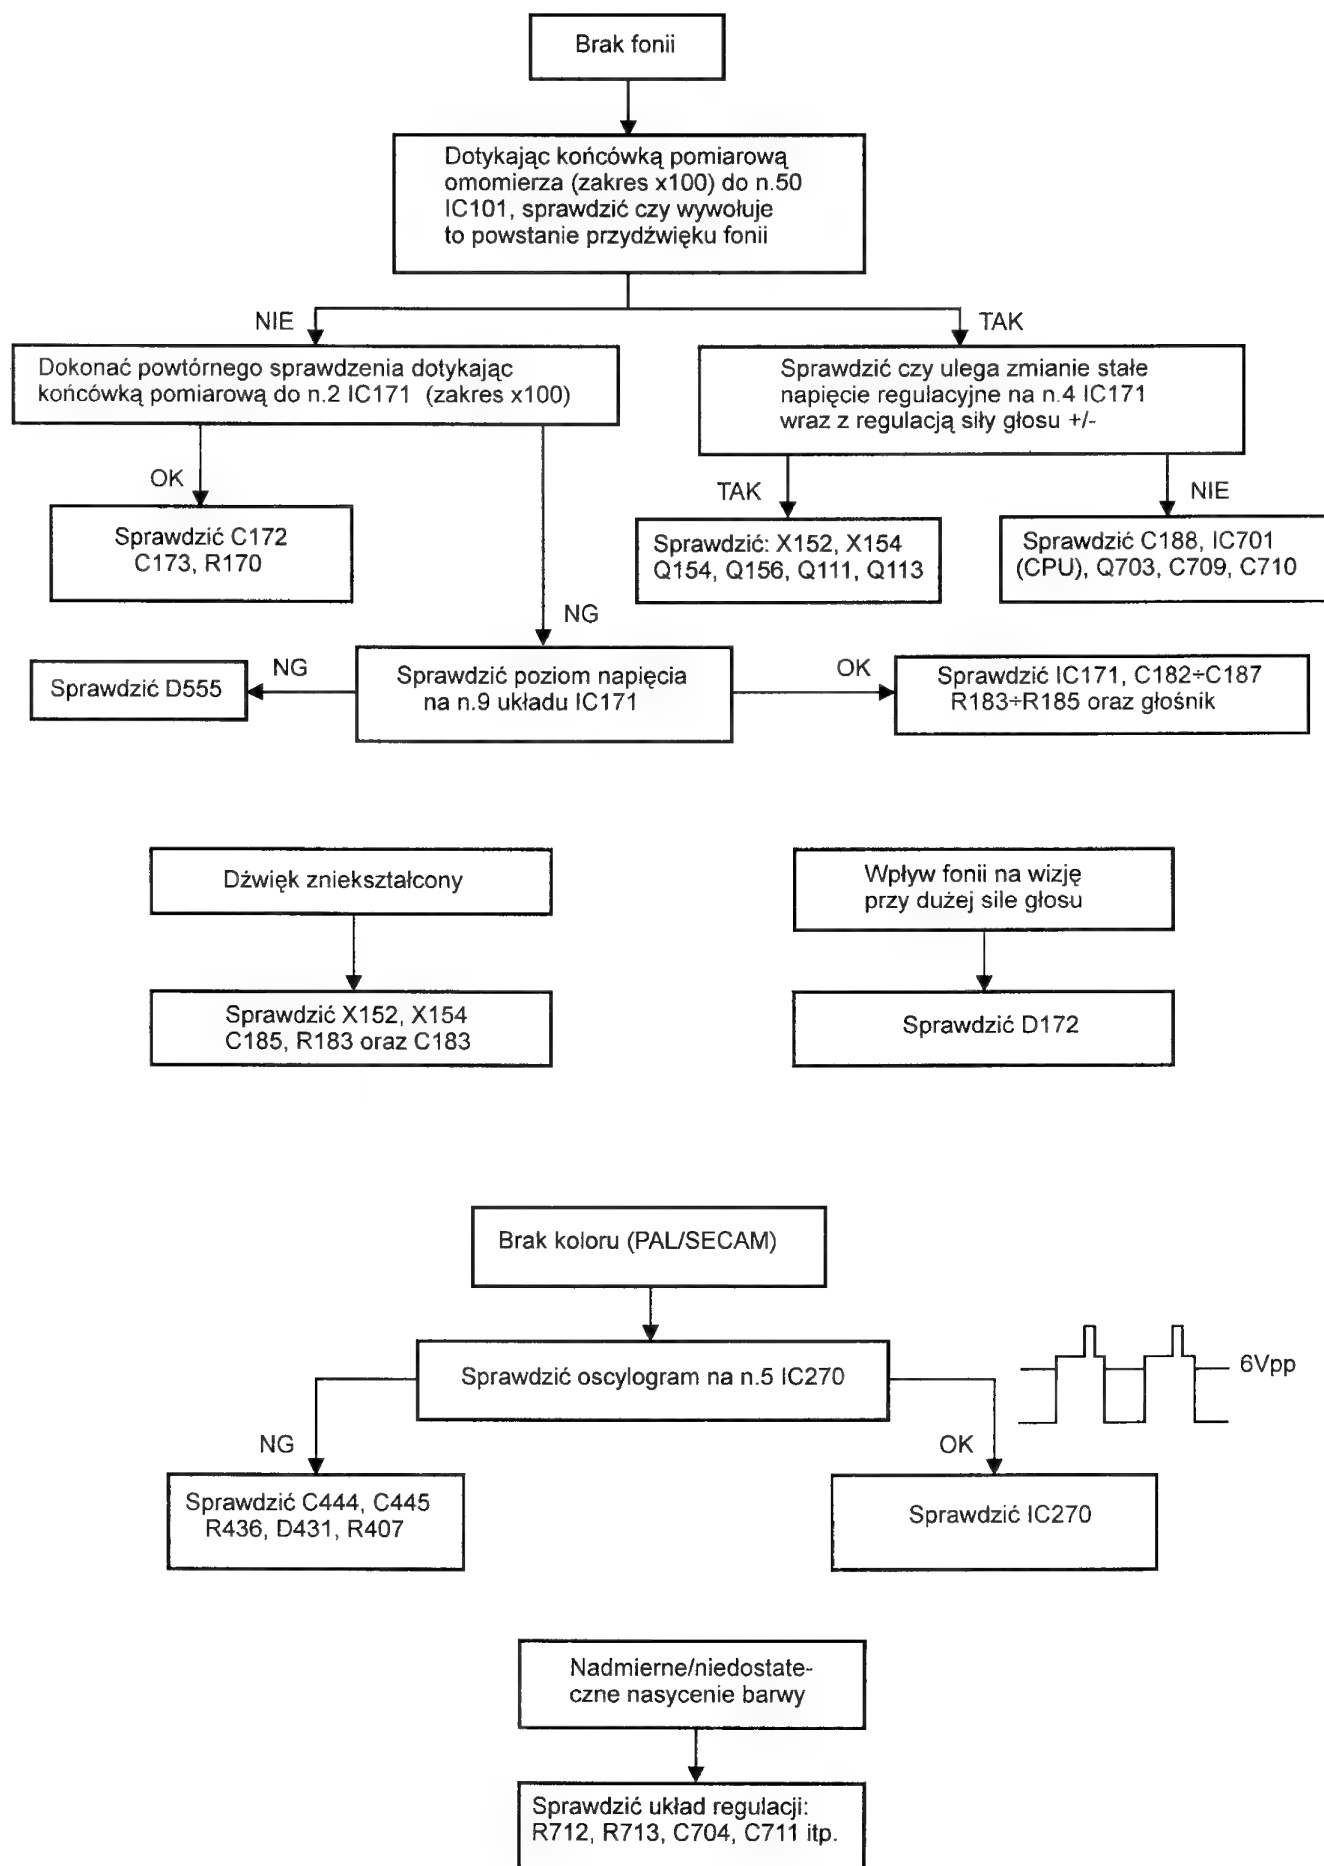 Brak fonii
Dotykając końcówką pomiarową
omomierza (zakres x100) do n.50
IC101, sprawdzić czy wywołuje
to powstanie przydźwięku fonii
NIE
TAK
Dokonać powtórnego sprawdzenia dotykając
końcówką pomiarową do n.2 IC171 (zakres x100)
Sprawdzić czy ulega zmianie stałe
napięcie regulacyjne na n.4 IC171
wraz z regulacją siły głosu +/-
OK
TAK
NIE
Sprawdzić C172
C173, R170
Sprawdzić: X152, X154
Q154, Q156, Q111, Q113
Sprawdzić C188, IC701
(CPU), Q703, C709, C710
NG
Sprawdzić D555
NG
Sprawdzić poziom napięcia
na n.9 układu IC171
OK
Sprawdzić IC171, C182÷C187
R183÷R185 oraz głośnik
Dźwięk zniekształcony
Wpływ fonii na wizję
przy dużej sile głosu
Sprawdzić X152, X154
C185, R183 oraz C183
Sprawdzić D172
Brak koloru (PAL/SECAM)
Sprawdzić oscylogram na n.5 IC270
6Vpp
NG
OK
Sprawdzić C444, C445
R436, D431, R407
Sprawdzić IC270
Nadmierne/niedostate-
czne nasycenie barwy
Sprawdzić układ regulacji:
R712, R713, C704, C711 itp.